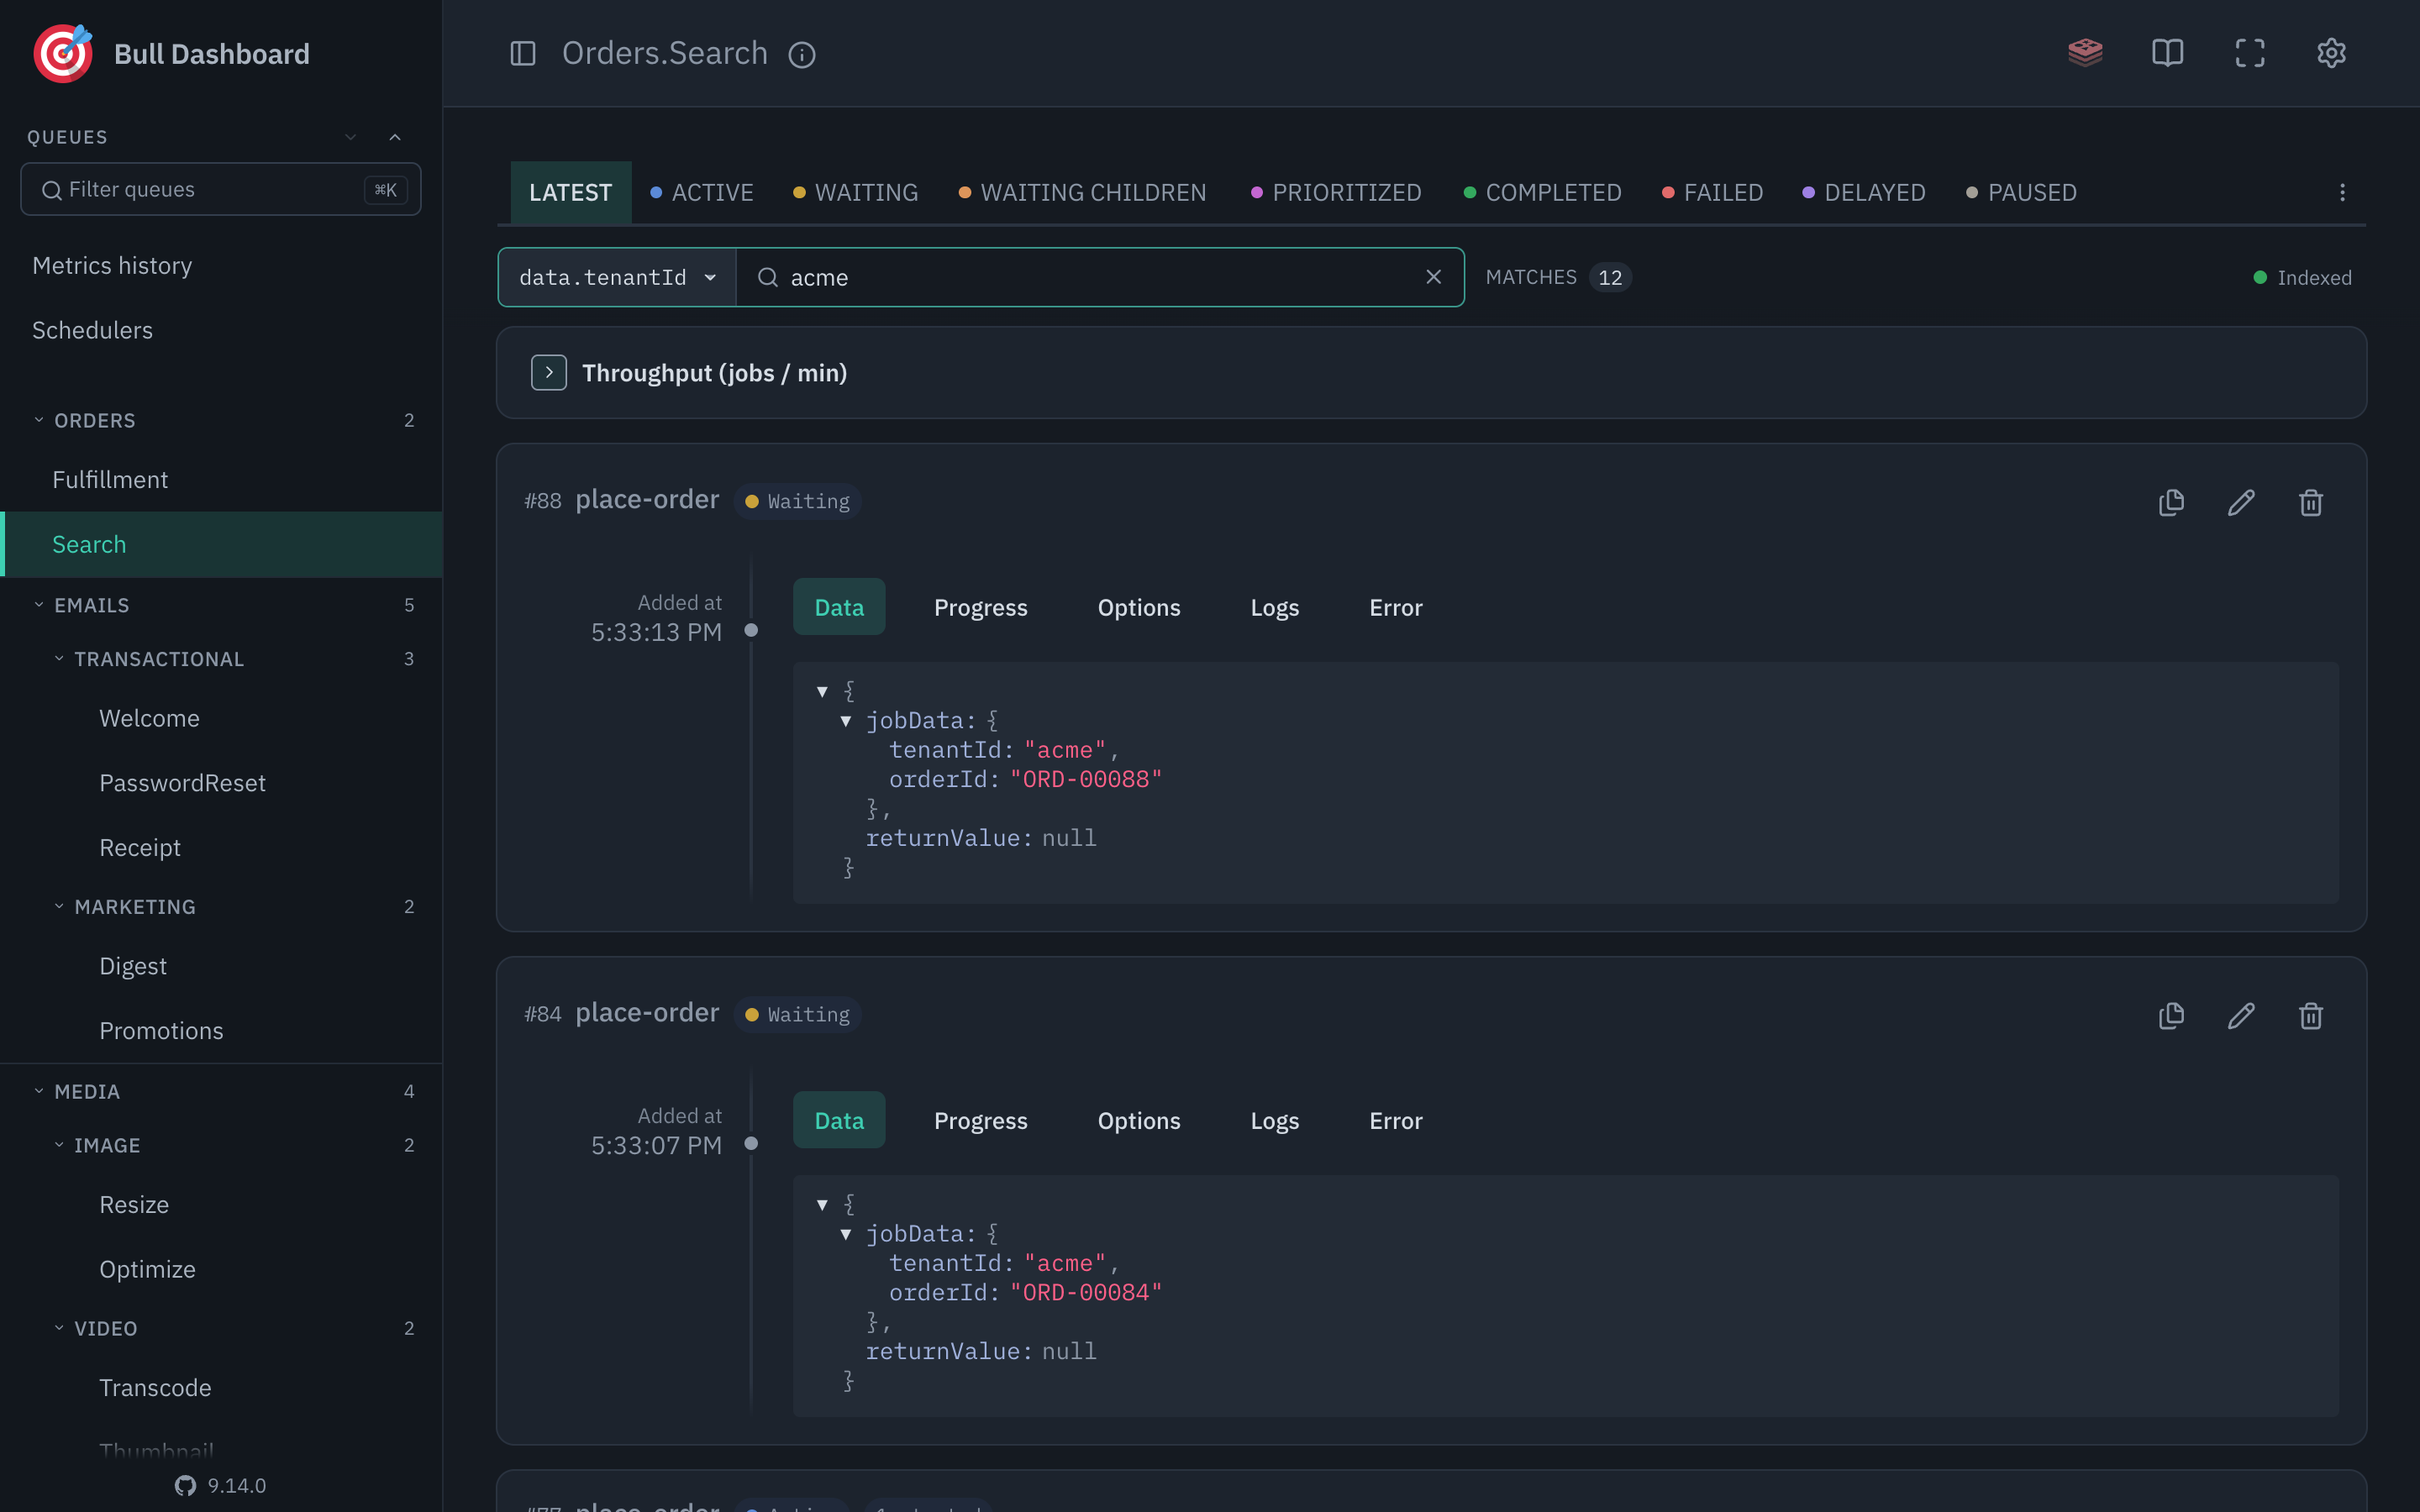 Bull Dashboard
QUEUES
Filter queues
⌘K
Metrics history
Schedulers
ORDERS 2
Fulfillment
Search
EMAILS 5
TRANSACTIONAL 3
Welcome
PasswordReset
Receipt
MARKETING 2
Digest
Promotions
MEDIA 4
IMAGE 2
Resize
Optimize
VIDEO 2
Transcode
Thumbnail
9.14.0
Orders.Search
LATEST ACTIVE WAITING WAITING CHILDREN PRIORITIZED COMPLETED FAILED DELAYED PAUSED
data.tenantId acme MATCHES 12 Indexed
Throughput (jobs / min)
#88 place-order Waiting
Added at
5:33:13 PM
Data Progress Options Logs Error
▼ {
▼ jobData: {
tenantId: "acme",
orderId: "ORD-00088"
},
returnValue: null
}
#84 place-order Waiting
Added at
5:33:07 PM
Data Progress Options Logs Error
▼ {
▼ jobData: {
tenantId: "acme",
orderId: "ORD-00084"
},
returnValue: null
}
#77 place-order Active